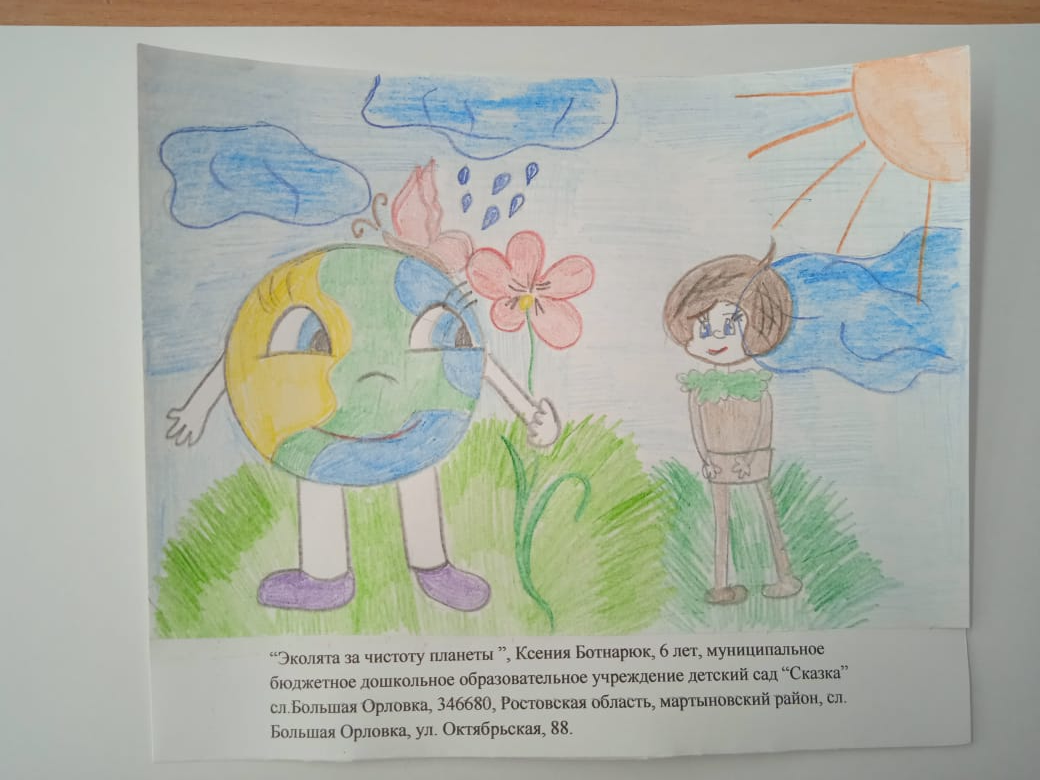 “Эколята за чистоту планеты ”, Ксения Ботнарюк, 6 лет, муниципальное
бюджетное дошкольное образовательное учреждение детский сад “Сказка”
сл.Большая Орловка, 346680, Ростовская область, мартыновский район, сл.
Большая Орловка, ул. Октябрьская, 88.